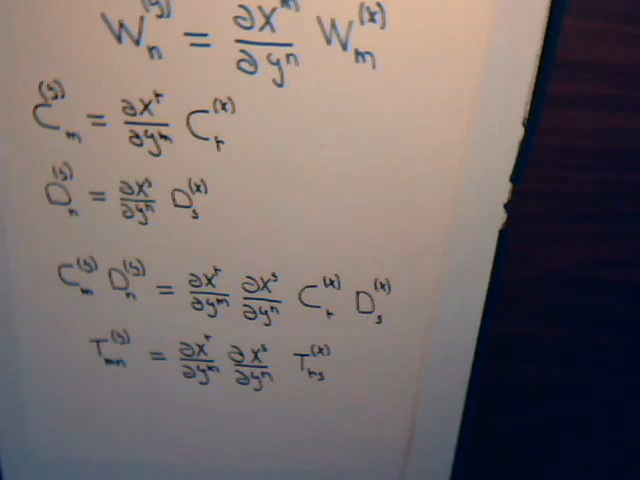 W_n^(y) = ∂X^m/∂y^n W_m^(x)
C_m^(y) = ∂X^r/∂y^m C_r^(x)
D_n^(y) = ∂X^s/∂y^n D_s^(x)
C_m^(y) D_n^(y) = ∂X^r/∂y^m ∂X^s/∂y^n C_r^(x) D_s^(x)
T_mn^(y) = ∂X^r/∂y^m ∂X^s/∂y^n T_rs^(x)